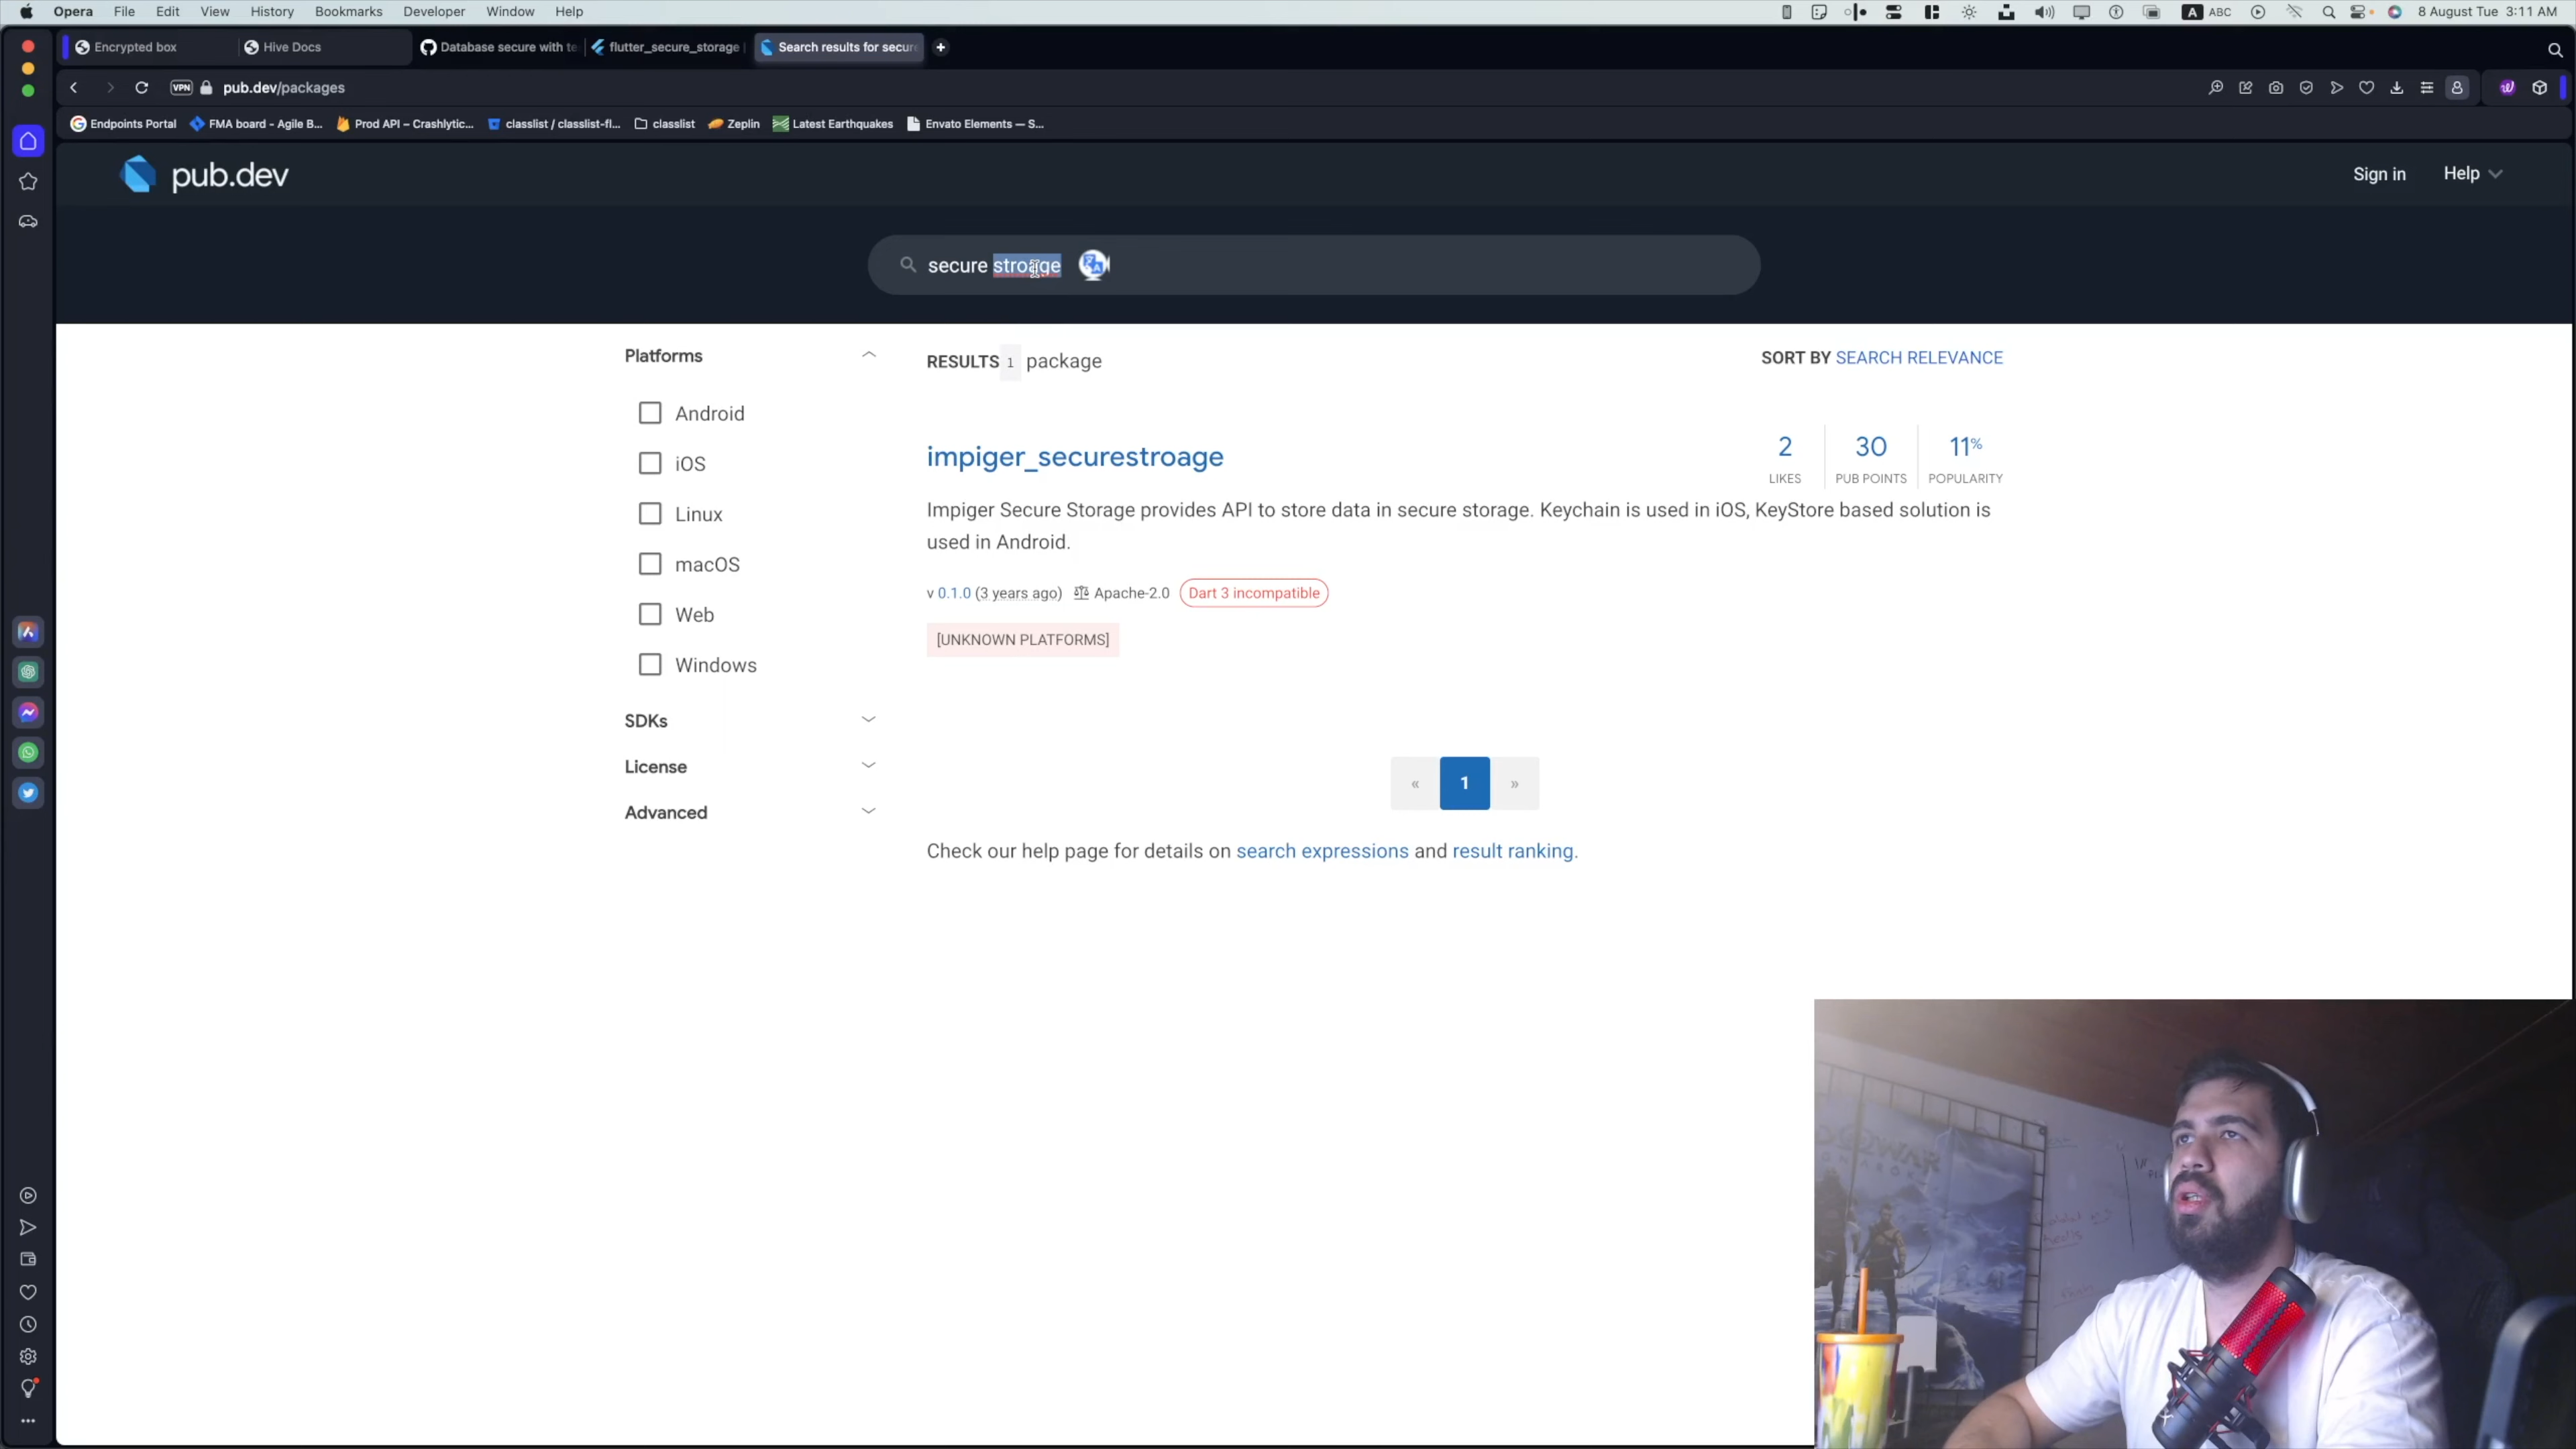 Opera File Edit View History Bookmarks Developer Window Help
A ABC 8 August Tue 3:11 AM
Encrypted box
Hive Docs
Database secure with te
flutter_secure_storage
Search results for secur
VPN pub.dev/packages
Endpoints Portal
FMA board - Agile B...
Prod API – Crashlytic...
classlist / classlist-fl...
classlist
Zeplin
Latest Earthquakes
Envato Elements — S...
pub.dev
Sign in
Help
secure stroage
Platforms
Android
iOS
Linux
macOS
Web
Windows
SDKs
License
Advanced
RESULTS 1 package
SORT BY SEARCH RELEVANCE
impiger_securestroage
2 LIKES
30 PUB POINTS
11% POPULARITY
Impiger Secure Storage provides API to store data in secure storage. Keychain is used in iOS, KeyStore based solution is
used in Android.
v 0.1.0 (3 years ago) Apache-2.0 Dart 3 incompatible
[UNKNOWN PLATFORMS]
« 1 »
Check our help page for details on search expressions and result ranking.